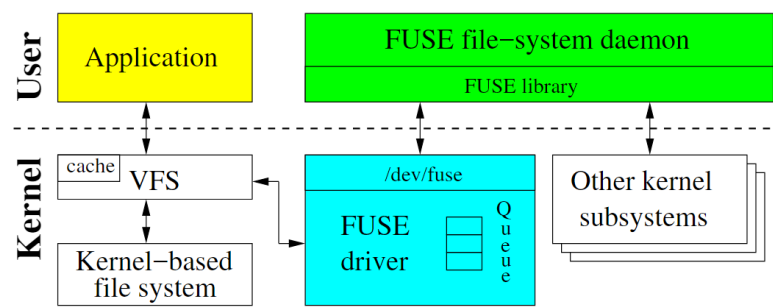 User
Application
FUSE file-system daemon
FUSE library
Kernel
cache
VFS
Kernel-based
file system
/dev/fuse
FUSE
driver
Queue
Other kernel
subsystems